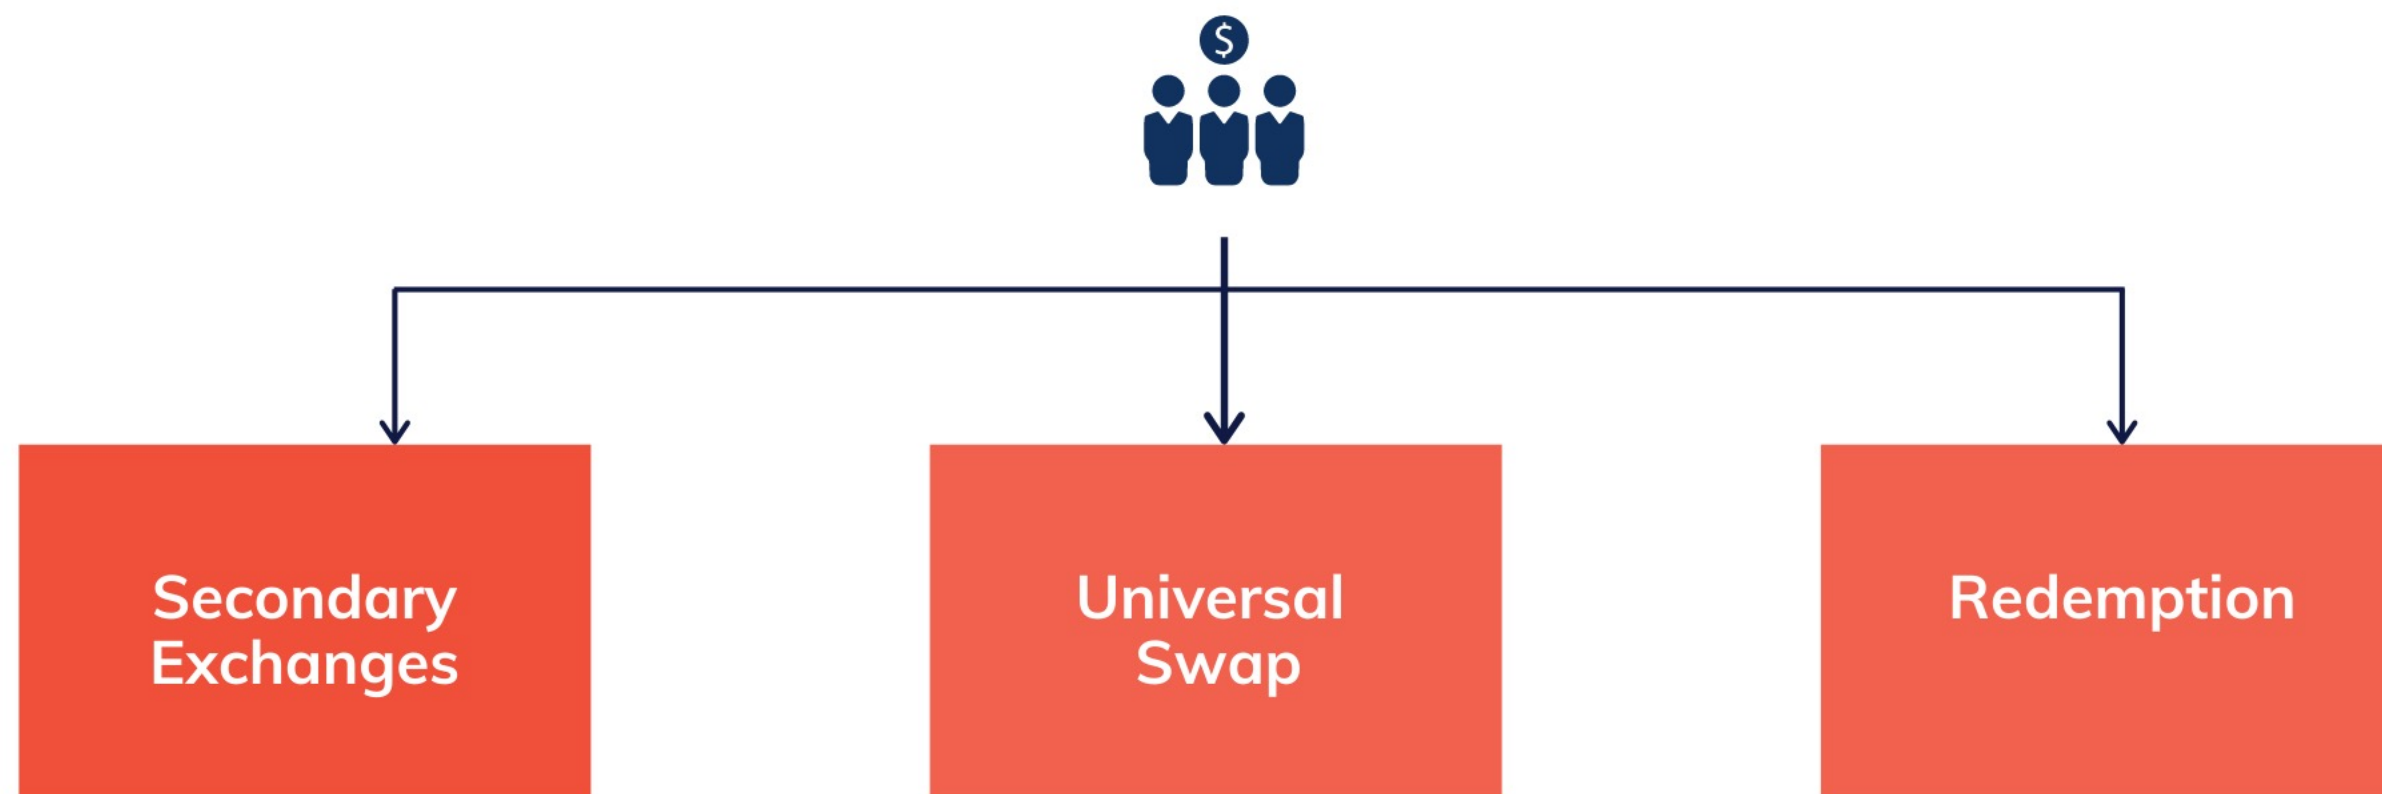 $
Secondary
Exchanges
Universal
Swap
Redemption